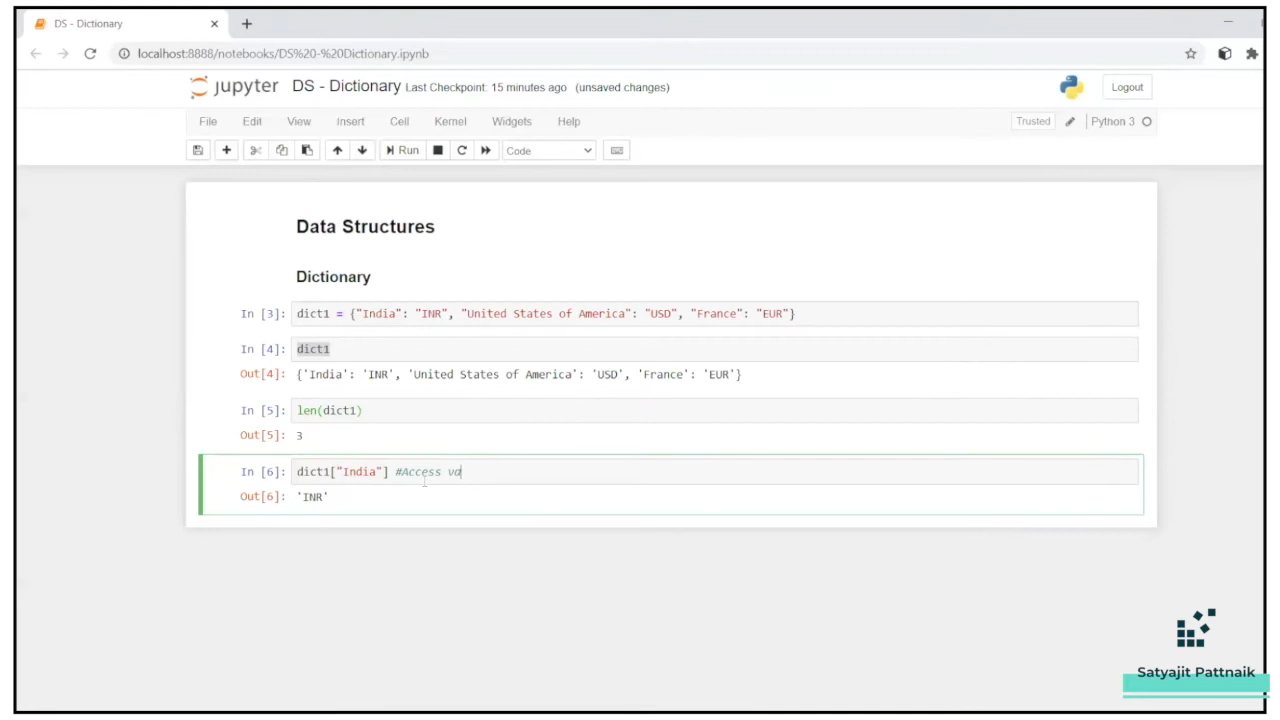 DS - Dictionary
localhost:8888/notebooks/DS%20-%20Dictionary.ipynb
jupyter DS - Dictionary Last Checkpoint: 15 minutes ago (unsaved changes) Logout
File Edit View Insert Cell Kernel Widgets Help Trusted Python 3
Run Code
Data Structures
Dictionary
In [3]: dict1 = {"India": "INR", "United States of America": "USD", "France": "EUR"}
In [4]: dict1
Out[4]: {'India': 'INR', 'United States of America': 'USD', 'France': 'EUR'}
In [5]: len(dict1)
Out[5]: 3
In [6]: dict1["India"] #Access va
Out[6]: 'INR'
Satyajit Pattnaik